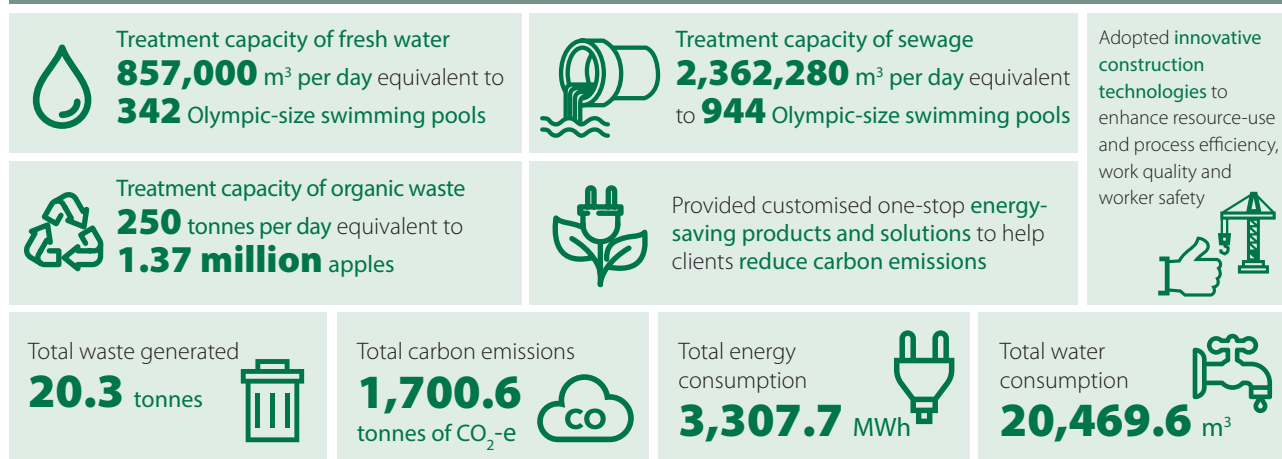 Treatment capacity of fresh water
857,000 m³ per day equivalent to
342 Olympic-size swimming pools
Treatment capacity of sewage
2,362,280 m³ per day equivalent
to 944 Olympic-size swimming pools
Adopted innovative
construction
technologies to
enhance resource-use
and process efficiency,
work quality and
worker safety
Treatment capacity of organic waste
250 tonnes per day equivalent to
1.37 million apples
Provided customised one-stop energy-
saving products and solutions to help
clients reduce carbon emissions
Total waste generated
20.3 tonnes
Total carbon emissions
1,700.6
tonnes of CO₂-e
CO
Total energy
consumption
3,307.7 MWh
Total water
consumption
20,469.6 m³